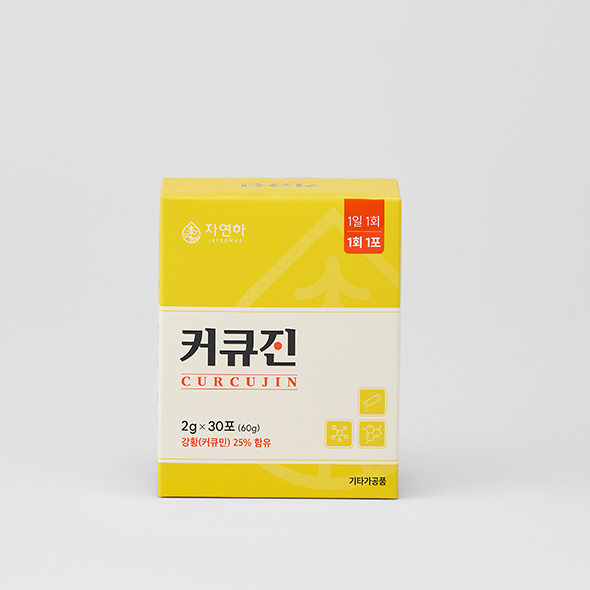 자연하
JAYEONHA
1일 1회
1회 1포
커큐진
CURCUJIN
2g × 30포 (60g)
강황(커큐민) 25% 함유
기타가공품